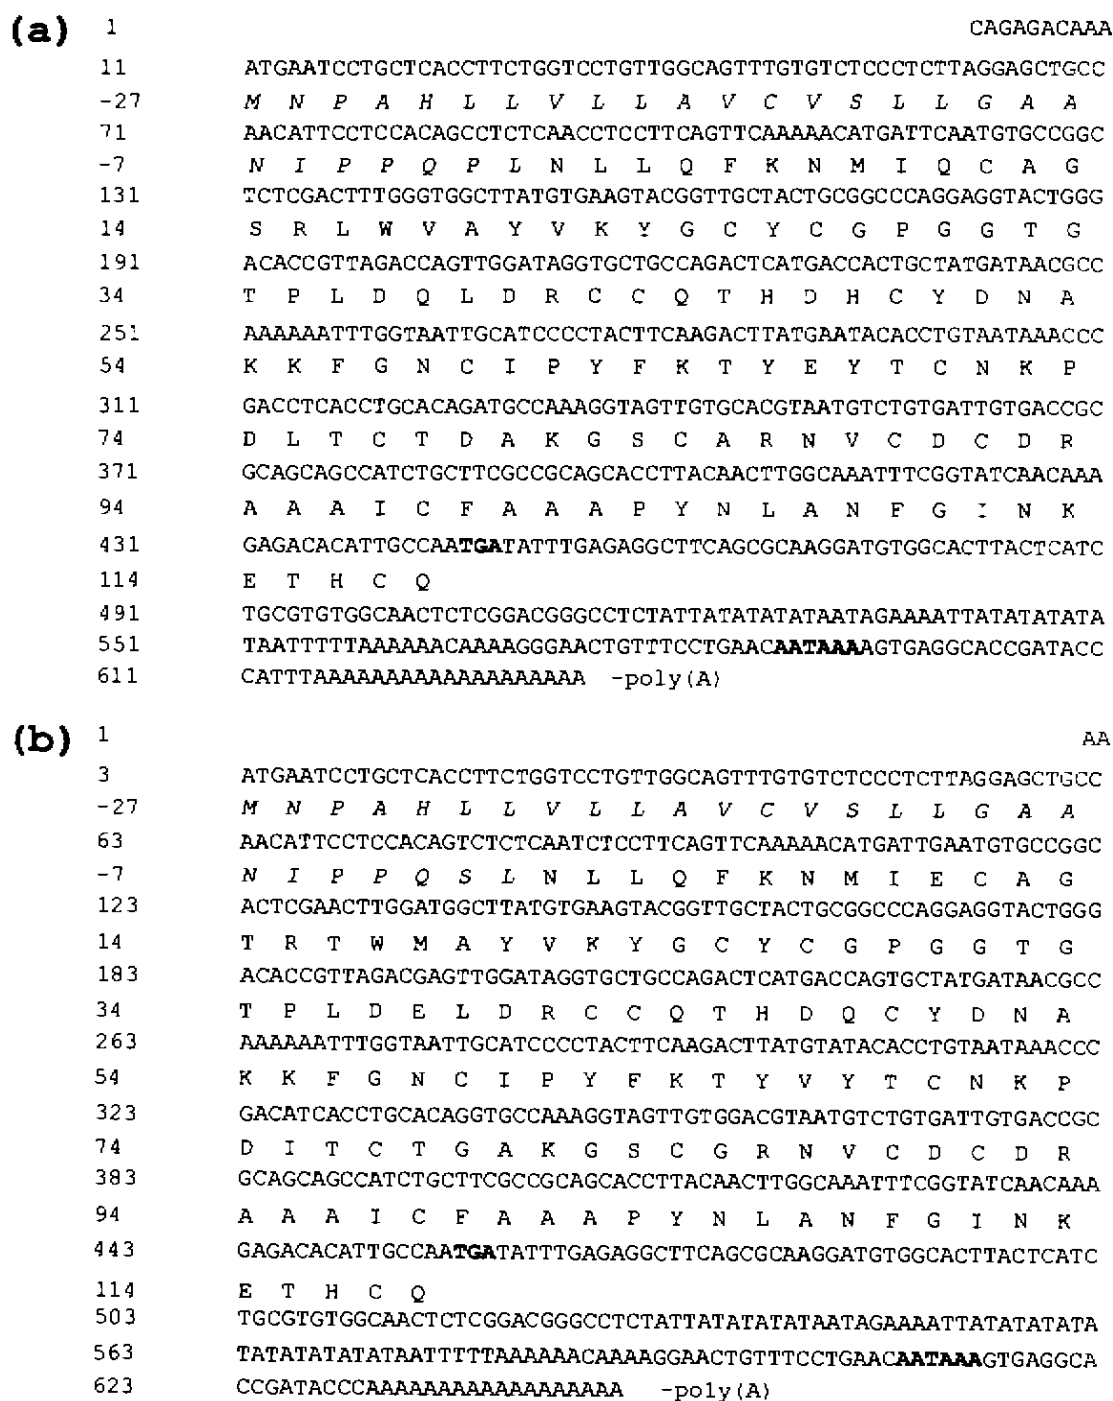 (a) 1 CAGAGACAAA
11 ATGAATCCTGCTCACCTTCTGGTCCTGTTGGCAGTTTGTGTCTCCCTCTTAGGAGCTGCC
-27 M N P A H L L V L L A V C V S L L G A A
71 AACATTCCTCCACAGCCTCTCAACCTCCTTCAGTTCAAAAACATGATTCAATGTGCCGGC
-7 N I P P Q P L N L L Q F K N M I Q C A G
131 TCTCGACTTTGGGTGGCTTATGTGAAGTACGGTTGCTACTGCGGCCCAGGAGGTACTGGG
14 S R L W V A Y V K Y G C Y C G P G G T G
191 ACACCGTTAGACCAGTTGGATAGGTGCTGCCAGACTCATGACCACTGCTATGATAACGCC
34 T P L D Q L D R C C Q T H D H C Y D N A
251 AAAAAATTTGGTAATTGCATCCCCTACTTCAAGACTTATGAATACACCTGTAATAAACCC
54 K K F G N C I P Y F K T Y E Y T C N K P
311 GACCTCACCTGCACAGATGCCAAAGGTAGTTGTGCACGTAATGTCTGTGATTGTGACCGC
74 D L T C T D A K G S C A R N V C D C D R
371 GCAGCAGCCATCTGCTTCGCCGCAGCACCTTACAACTTGGCAAATTTCGGTATCAACAAA
94 A A A I C F A A A P Y N L A N F G I N K
431 GAGACACATTGCCAATGATATTTGAGAGGCTTCAGCGCAAGGATGTGGCACTTACTCATC
114 E T H C Q
491 TGCGTGTGGCAACTCTCGGACGGGCCTCTATTATATATATAATAGAAAATTATATATATA
551 TAATTTTTAAAAAACAAAAGGGAACTGTTTCCTGAACAATAAAAGTGAGGCACCGATACC
611 CATTTAAAAAAAAAAAAAAAAAAA -poly(A)
(b) 1 AA
3 ATGAATCCTGCTCACCTTCTGGTCCTGTTGGCAGTTTGTGTCTCCCTCTTAGGAGCTGCC
-27 M N P A H L L V L L A V C V S L L G A A
63 AACATTCCTCCACAGTCTCTCAATCTCCTTCAGTTCAAAAACATGATTGAATGTGCCGGC
-7 N I P P Q S L N L L Q F K N M I E C A G
123 ACTCGAACTTGGATGGCTTATGTGAAGTACGGTTGCTACTGCGGCCCAGGAGGTACTGGG
14 T R T W M A Y V K Y G C Y C G P G G T G
183 ACACCGTTAGACGAGTTGGATAGGTGCTGCCAGACTCATGACCAGTGCTATGATAACGCC
34 T P L D E L D R C C Q T H D Q C Y D N A
263 AAAAAATTTGGTAATTGCATCCCCTACTTCAAGACTTATGTATACACCTGTAATAAACCC
54 K K F G N C I P Y F K T Y V Y T C N K P
323 GACATCACCTGCACAGGTGCCAAAGGTAGTTGTGGACGTAATGTCTGTGATTGTGACCGC
74 D I T C T G A K G S C G R N V C D C D R
383 GCAGCAGCCATCTGCTTCGCCGCAGCACCTTACAACTTGGCAAATTTCGGTATCAACAAA
94 A A A I C F A A A P Y N L A N F G I N K
443 GAGACACATTGCCAATGATATTTGAGAGGCTTCAGCGCAAGGATGTGGCACTTACTCATC
114 E T H C Q
503 TGCGTGTGGCAACTCTCGGACGGGCCTCTATTATATATATAATAGAAAATTATATATATA
563 TATATATATATAATTTTTAAAAAACAAAAGGAACTGTTTCCTGAACAATAAAGTGAGGCA
623 CCGATACCCAAAAAAAAAAAAAAAAAA -poly(A)